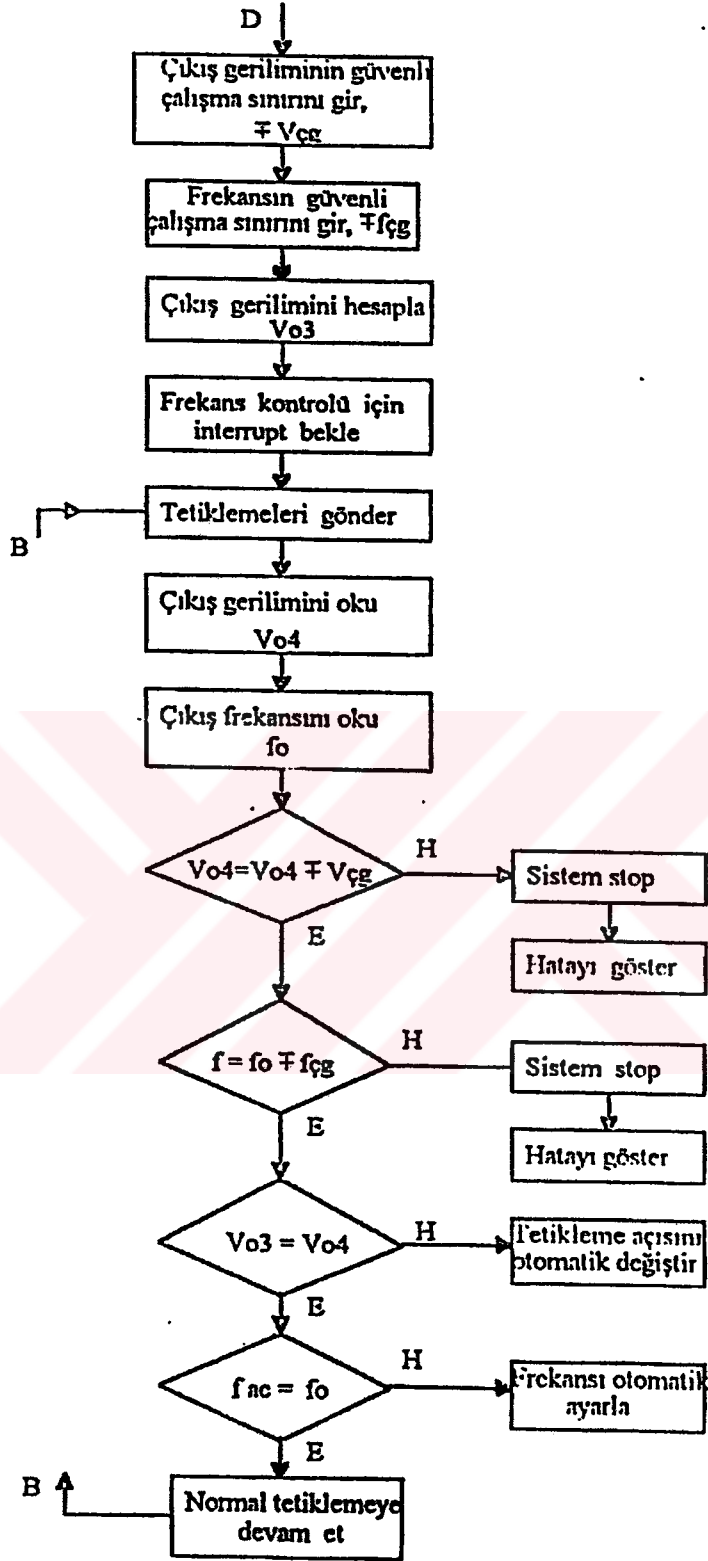 D
Çıkış geriliminin güvenli
çalışma sınırını gir,
∓ Vçg
Frekansın güvenli
çalışma sınırını gir, ∓fçg
Çıkış gerilimini hesapla
Vo3
Frekans kontrolü için
interrupt bekle
B
Tetiklemeleri gönder
Çıkış gerilimini oku
Vo4
Çıkış frekansını oku
fo
Vo4=Vo4 ∓ Vçg
H
Sistem stop
E
Hatayı göster
f = fo ∓ fçg
H
Sistem stop
E
Hatayı göster
Vo3 = Vo4
H
Tetikleme açısını
otomatik değiştir
E
f ac = fo
H
Frekansı otomatik
ayarla
E
B
Normal tetiklemeye
devam et